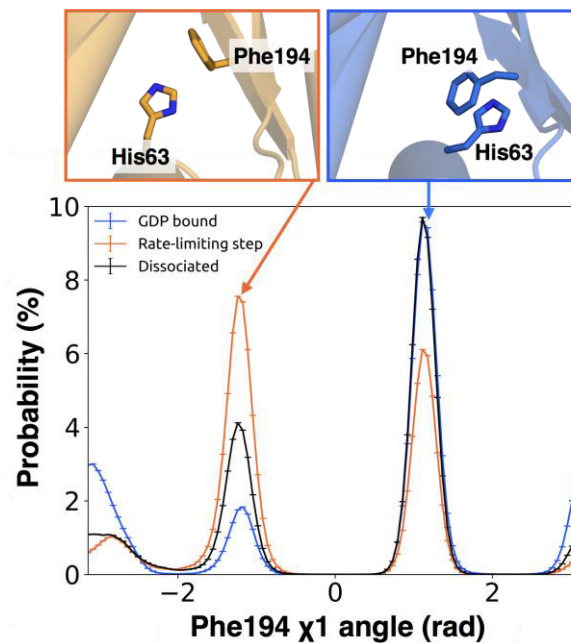 Phe194
His63
Phe194
His63
GDP bound
Rate-limiting step
Dissociated
Probability (%)
10
8
6
4
2
0
−2
0
2
Phe194 χ1 angle (rad)